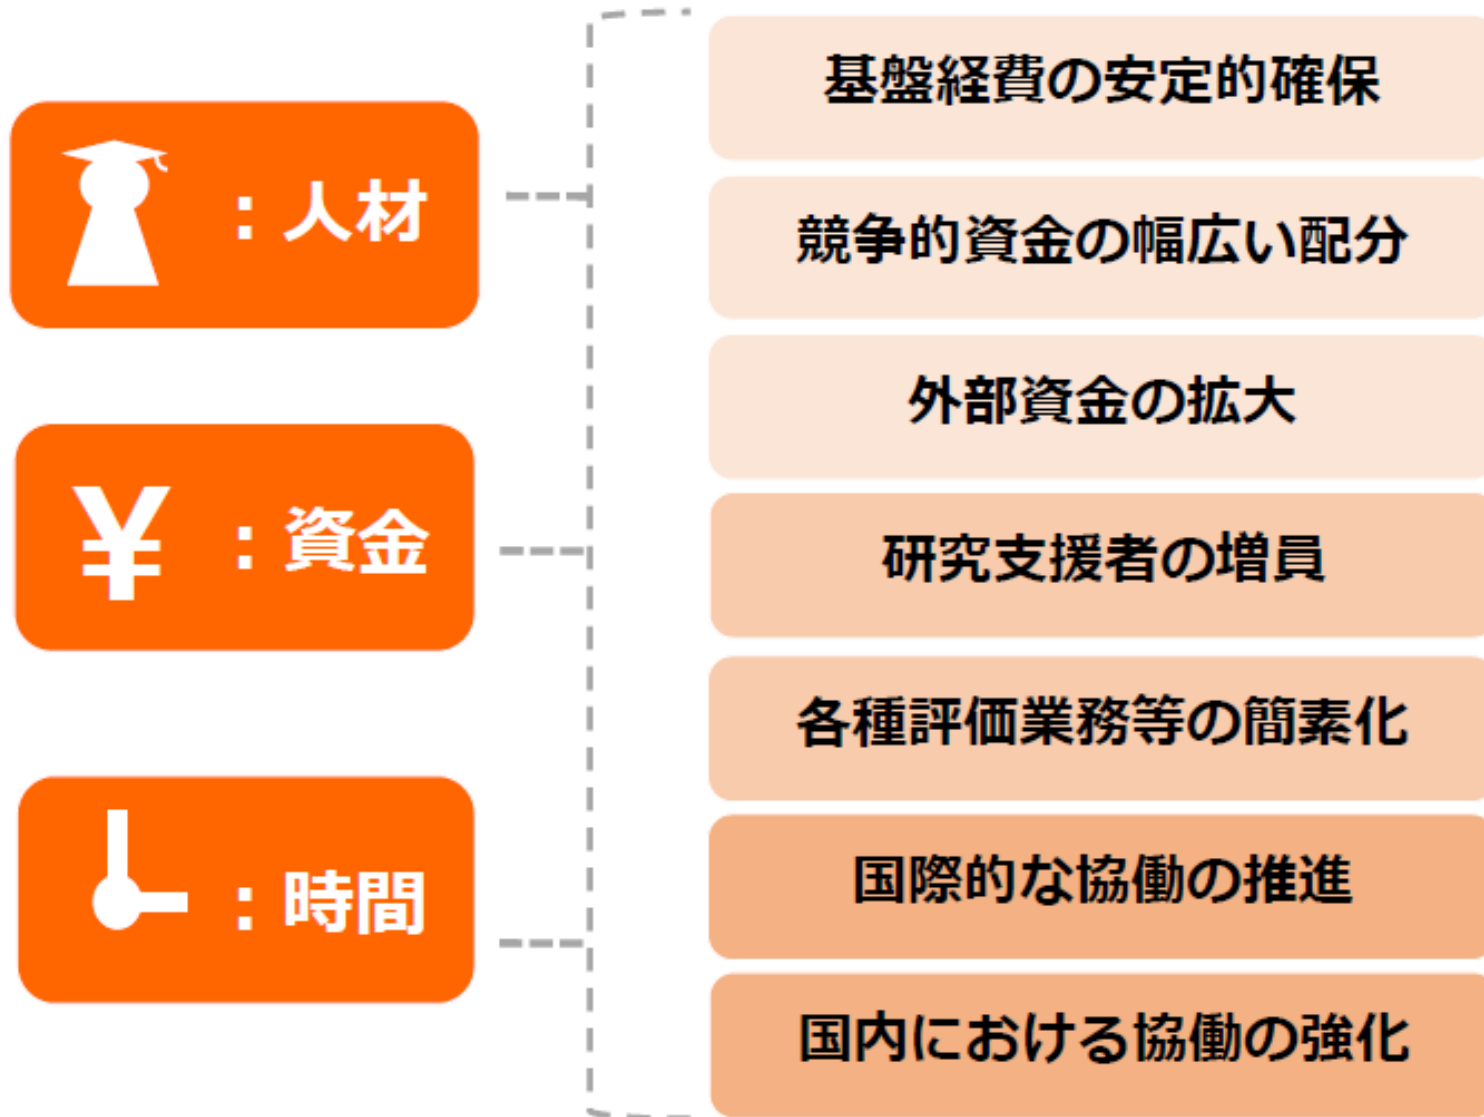 ：人材
¥ ：資金
：時間
基盤経費の安定的確保
競争的資金の幅広い配分
外部資金の拡大
研究支援者の増員
各種評価業務等の簡素化
国際的な協働の推進
国内における協働の強化